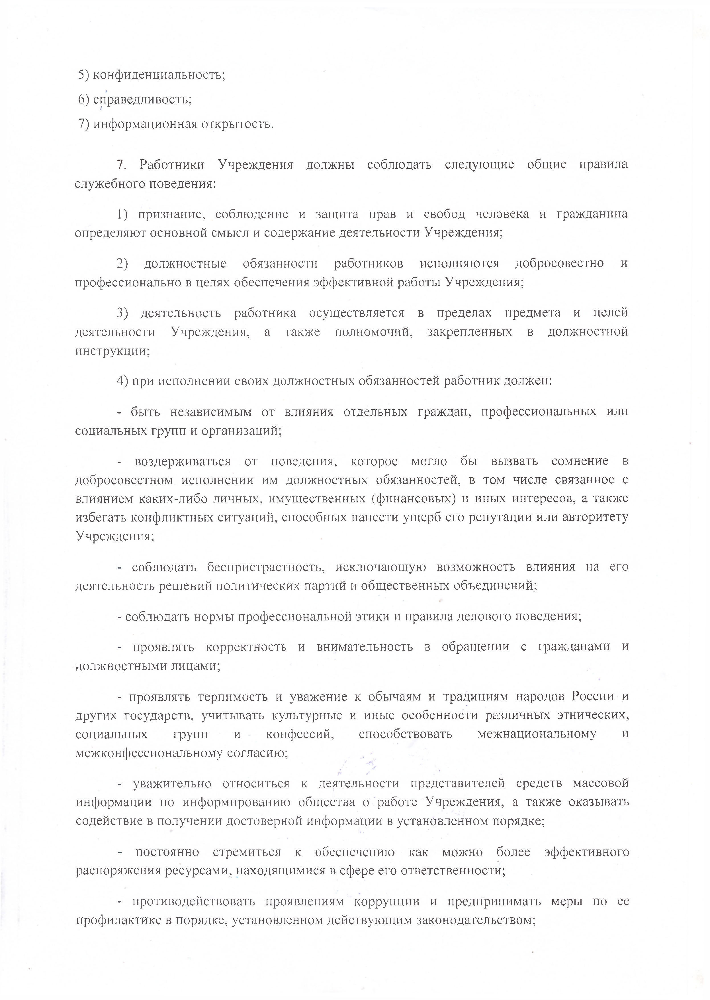 5) конфиденциальность;
6) справедливость;
7) информационная открытость.
7. Работники Учреждения должны соблюдать следующие общие правила
служебного поведения:
1) признание, соблюдение и защита прав и свобод человека и гражданина
определяют основной смысл и содержание деятельности Учреждения;
2) должностные обязанности работников исполняются добросовестно и
профессионально в целях обеспечения эффективной работы Учреждения;
3) деятельность работника осуществляется в пределах предмета и целей
деятельности Учреждения, а также полномочий, закрепленных в должностной
инструкции;
4) при исполнении своих должностных обязанностей работник должен:
- быть независимым от влияния отдельных граждан, профессиональных или
социальных групп и организаций;
- воздерживаться от поведения, которое могло бы вызвать сомнение в
добросовестном исполнении им должностных обязанностей, в том числе связанное с
влиянием каких-либо личных, имущественных (финансовых) и иных интересов, а также
избегать конфликтных ситуаций, способных нанести ущерб его репутации или авторитету
Учреждения;
- соблюдать беспристрастность, исключающую возможность влияния на его
деятельность решений политических партий и общественных объединений;
- соблюдать нормы профессиональной этики и правила делового поведения;
- проявлять корректность и внимательность в обращении с гражданами и
должностными лицами;
- проявлять терпимость и уважение к обычаям и традициям народов России и
других государств, учитывать культурные и иные особенности различных этнических,
социальных групп и конфессий, способствовать межнациональному и
межконфессиональному согласию;
- уважительно относиться к деятельности представителей средств массовой
информации по информированию общества о работе Учреждения, а также оказывать
содействие в получении достоверной информации в установленном порядке;
- постоянно стремиться к обеспечению как можно более эффективного
распоряжения ресурсами, находящимися в сфере его ответственности;
- противодействовать проявлениям коррупции и предпринимать меры по ее
профилактике в порядке, установленном действующим законодательством;